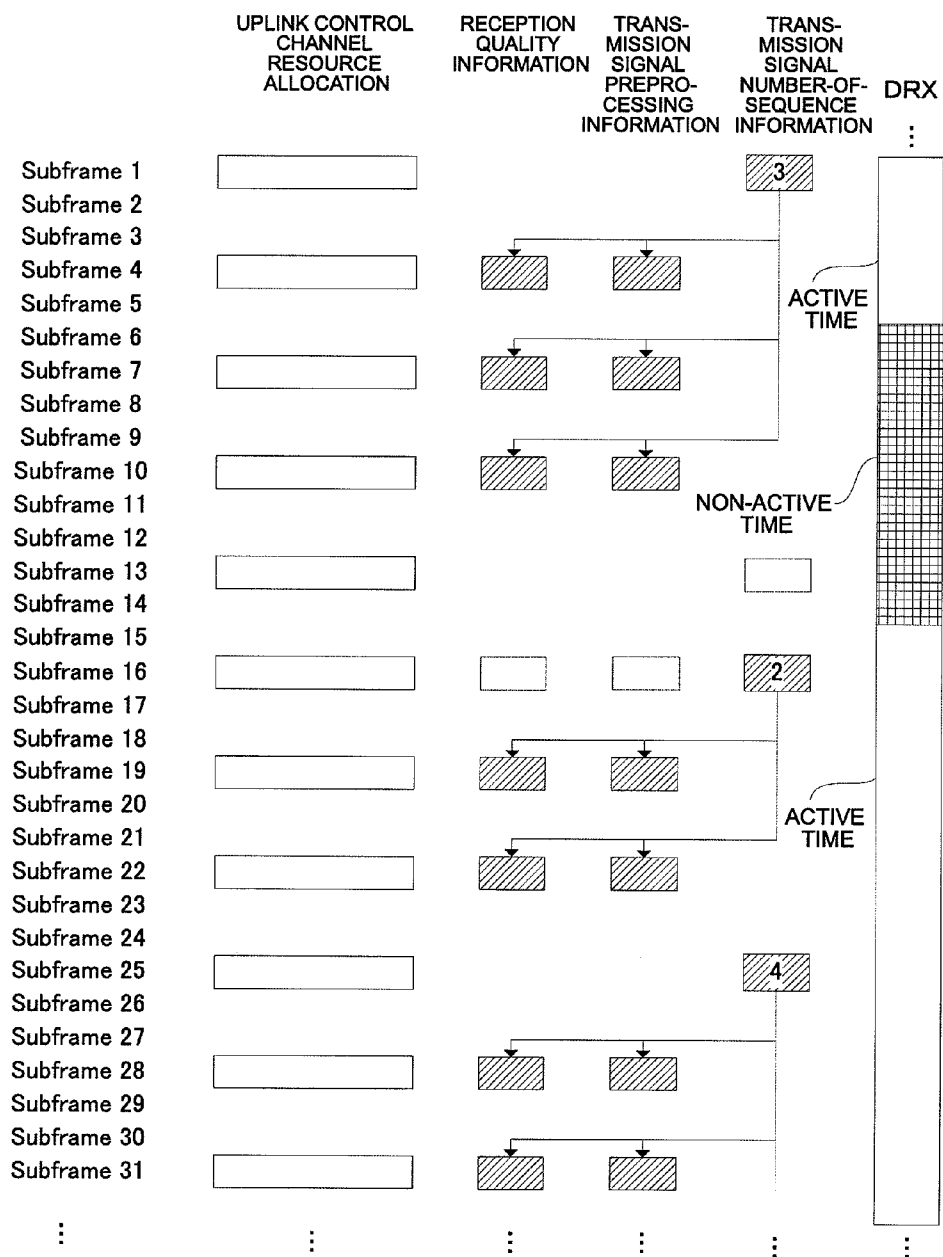 UPLINK CONTROL
CHANNEL
RESOURCE
ALLOCATION
RECEPTION
QUALITY
INFORMATION
TRANS-
MISSION
SIGNAL
PREPRO-
CESSING
INFORMATION
TRANS-
MISSION
SIGNAL
NUMBER-OF-
SEQUENCE
INFORMATION
DRX
Subframe 1
3
Subframe 2
Subframe 3
Subframe 4
ACTIVE
TIME
Subframe 5
Subframe 6
Subframe 7
Subframe 8
Subframe 9
Subframe 10
Subframe 11
NON-ACTIVE
TIME
Subframe 12
Subframe 13
Subframe 14
Subframe 15
Subframe 16
2
Subframe 17
Subframe 18
Subframe 19
Subframe 20
ACTIVE
TIME
Subframe 21
Subframe 22
Subframe 23
Subframe 24
Subframe 25
4
Subframe 26
Subframe 27
Subframe 28
Subframe 29
Subframe 30
Subframe 31